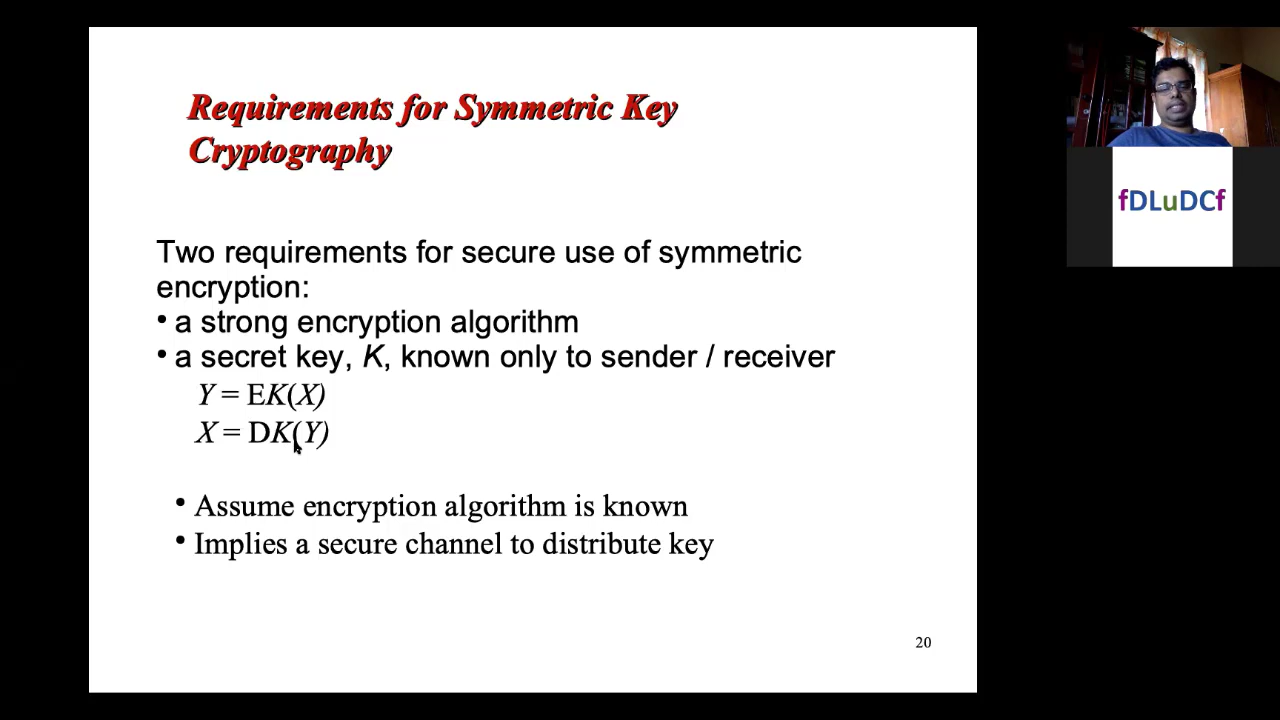 Requirements for Symmetric Key
Cryptography
Two requirements for secure use of symmetric
encryption:
• a strong encryption algorithm
• a secret key, K, known only to sender / receiver
Y = EK(X)
X = DK(Y)
• Assume encryption algorithm is known
• Implies a secure channel to distribute key
20
fDLuDCf